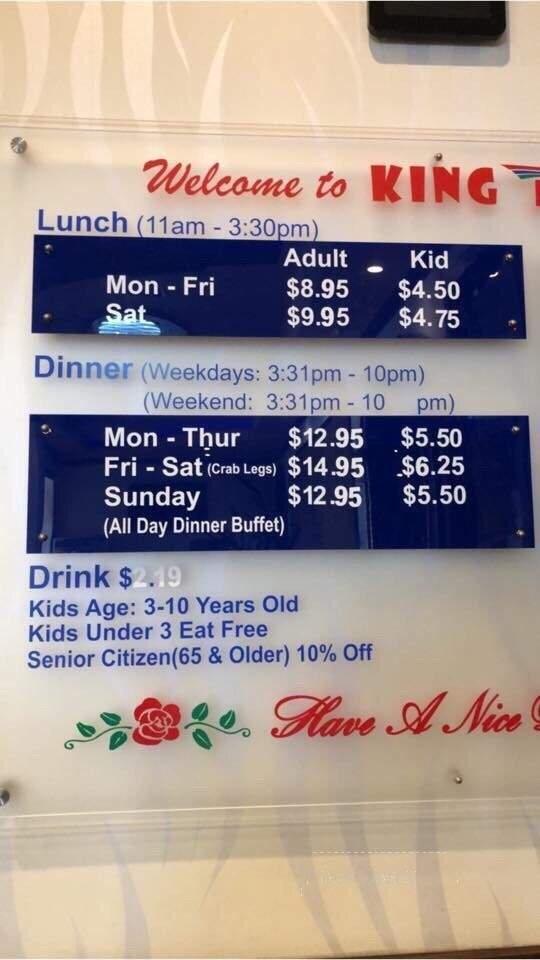 Welcome to KING
Lunch (11am - 3:30pm)
Adult Kid
Mon - Fri $8.95 $4.50
Sat $9.95 $4.75
Dinner (Weekdays: 3:31pm - 10pm)
(Weekend: 3:31pm - 10 pm)
Mon - Thur $12.95 $5.50
Fri - Sat (Crab Legs) $14.95 $6.25
Sunday $12.95 $5.50
(All Day Dinner Buffet)
Drink $2.19
Kids Age: 3-10 Years Old
Kids Under 3 Eat Free
Senior Citizen(65 & Older) 10% Off
Have A Nice